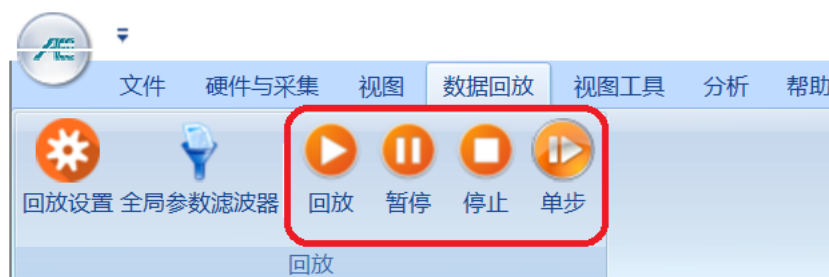 AE
文件 硬件与采集 视图 数据回放 视图工具 分析 帮助
回放设置 全局参数滤波器 回放 暂停 停止 单步
回放